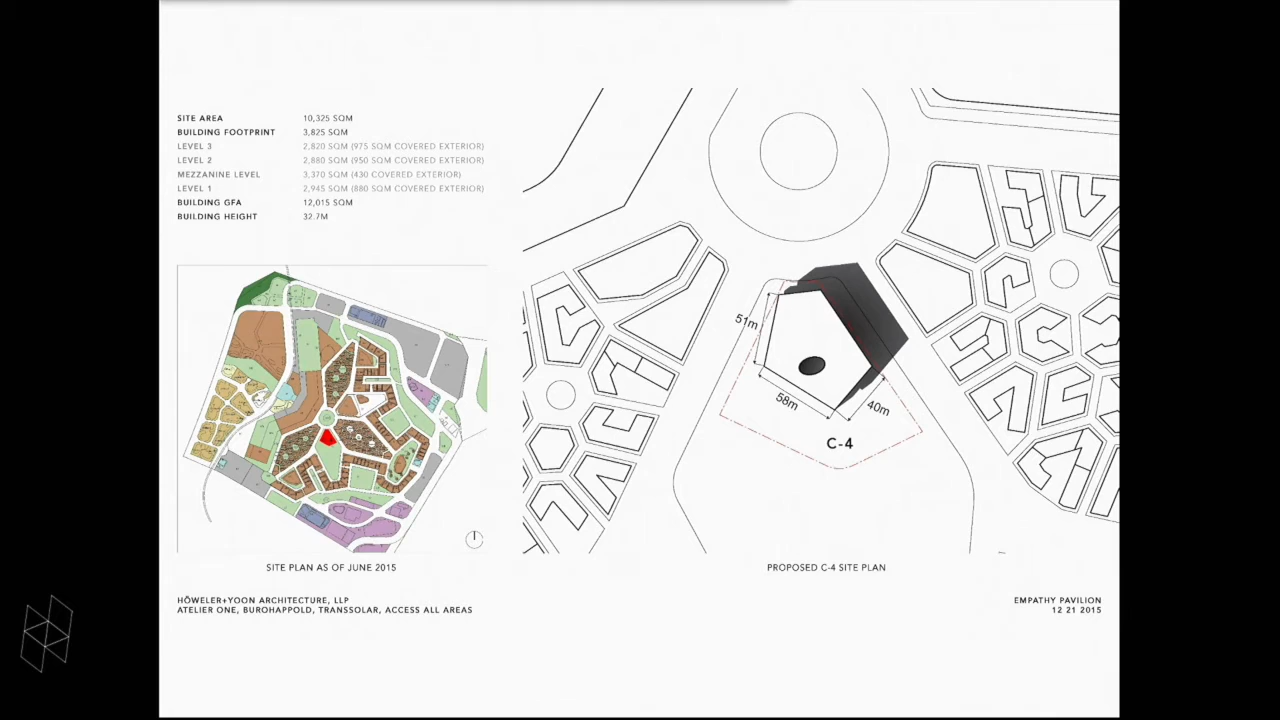 SITE AREA 10,325 SQM
BUILDING FOOTPRINT 3,825 SQM
LEVEL 3 2,820 SQM (975 SQM COVERED EXTERIOR)
LEVEL 2 2,880 SQM (950 SQM COVERED EXTERIOR)
MEZZANINE LEVEL 3,370 SQM (430 COVERED EXTERIOR)
LEVEL 1 2,945 SQM (880 SQM COVERED EXTERIOR)
BUILDING GFA 12,015 SQM
BUILDING HEIGHT 32.7M
51m
58m
40m
C-4
SITE PLAN AS OF JUNE 2015
PROPOSED C-4 SITE PLAN
HÖWELER+YOON ARCHITECTURE, LLP
ATELIER ONE, BUROHAPPOLD, TRANSSOLAR, ACCESS ALL AREAS
EMPATHY PAVILION
12 21 2015